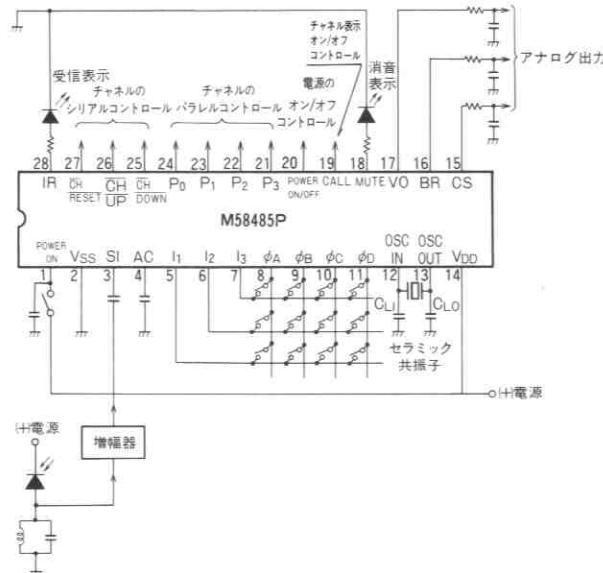 受信表示
チャネルの
シリアルコントロール
チャネルの
パラレルコントロール
電源の
オン/オフ
コントロール
チャネル表示
オン/オフ
コントロール
消音
表示
アナログ出力
28 27 26 25 24 23 22 21 20 19 18 17 16 15
IR CH RESET CH UP CH DOWN P0 P1 P2 P3 POWER ON/OFF CALL MUTE VO BR CS
M58485P
POWER ON VSS SI AC I1 I2 I3 φA φB φC φD OSC IN OSC OUT VDD
1 2 3 4 5 6 7 8 9 10 11 12 13 14
CLI CLO
セラミック
共振子
(+)電源
(+)電源
増幅器